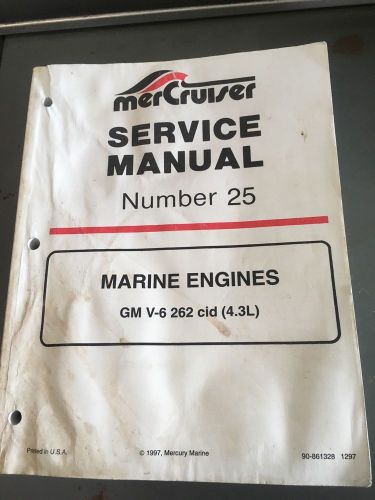 merCruiser
SERVICE
MANUAL
Number 25
MARINE ENGINES
GM V-6 262 cid (4.3L)
Printed in U.S.A.
© 1997, Mercury Marine
90-861328 1297